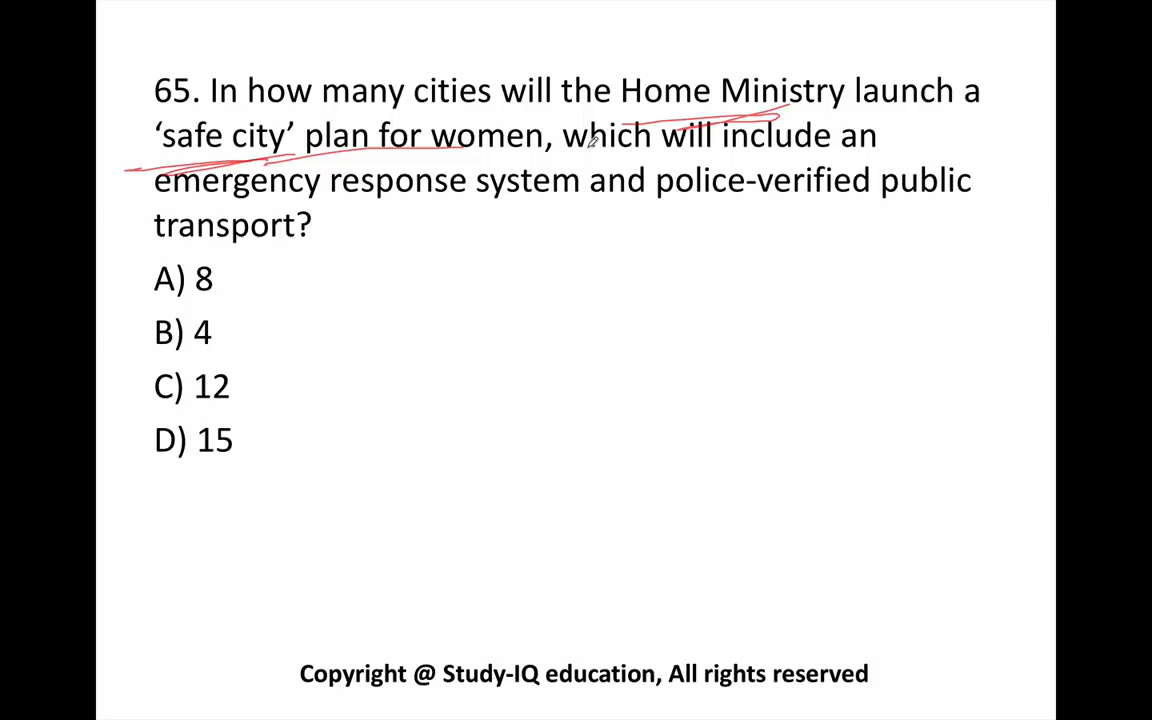 65. In how many cities will the Home Ministry launch a
‘safe city’ plan for women, which will include an
emergency response system and police-verified public
transport?
A) 8
B) 4
C) 12
D) 15
Copyright @ Study-IQ education, All rights reserved